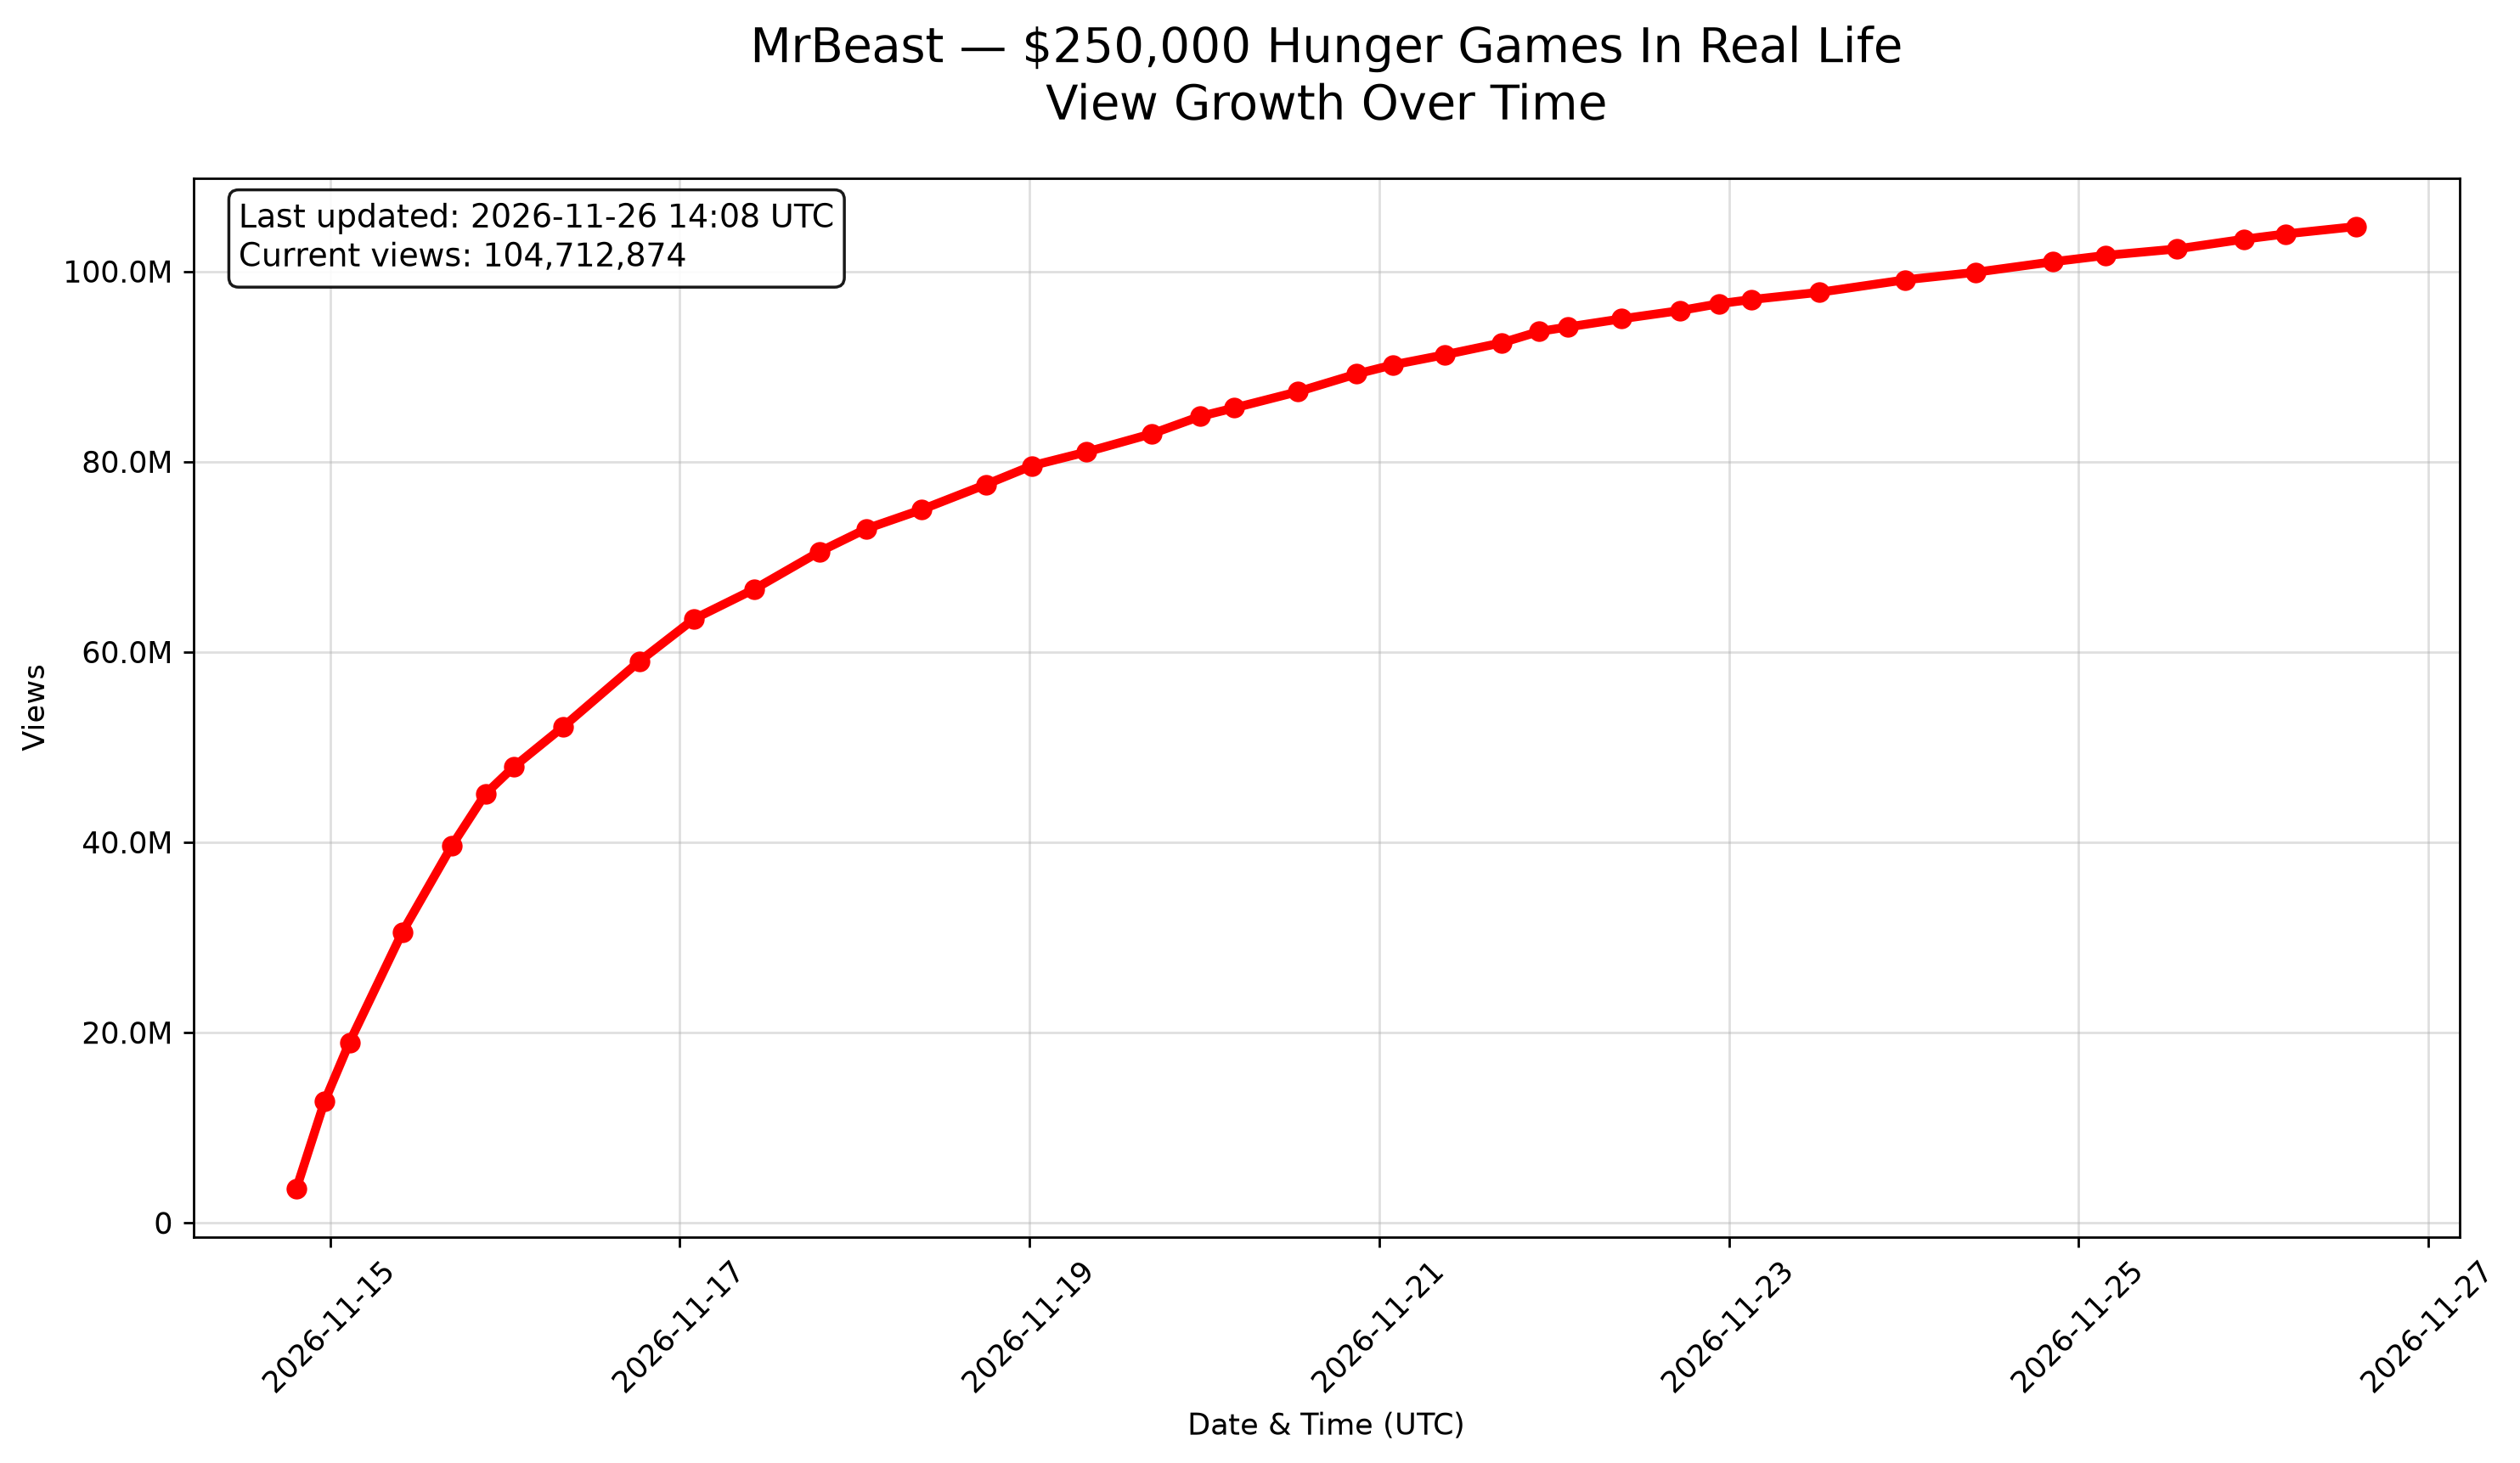 MrBeast — $250,000 Hunger Games In Real Life
View Growth Over Time
Last updated: 2026-11-26 14:08 UTC
Current views: 104,712,874
100.0M
80.0M
60.0M
40.0M
20.0M
0
Views
2026-11-15
2026-11-17
2026-11-19
2026-11-21
2026-11-23
2026-11-25
2026-11-27
Date & Time (UTC)